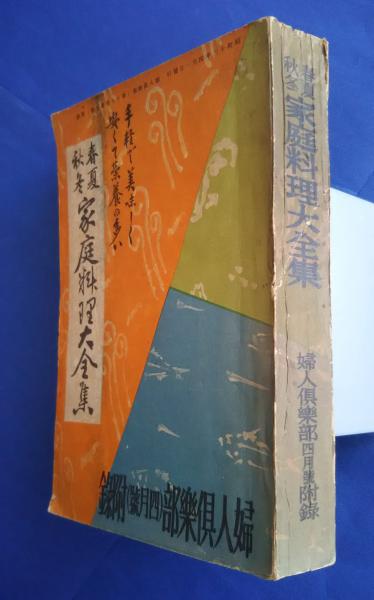 手軽で美味しく
安くて栄養の多い
春夏
秋冬
家庭料理大全集
婦人倶樂部(四月號)附録
春夏
秋冬
家庭料理大全集
婦人倶樂部四月號附録